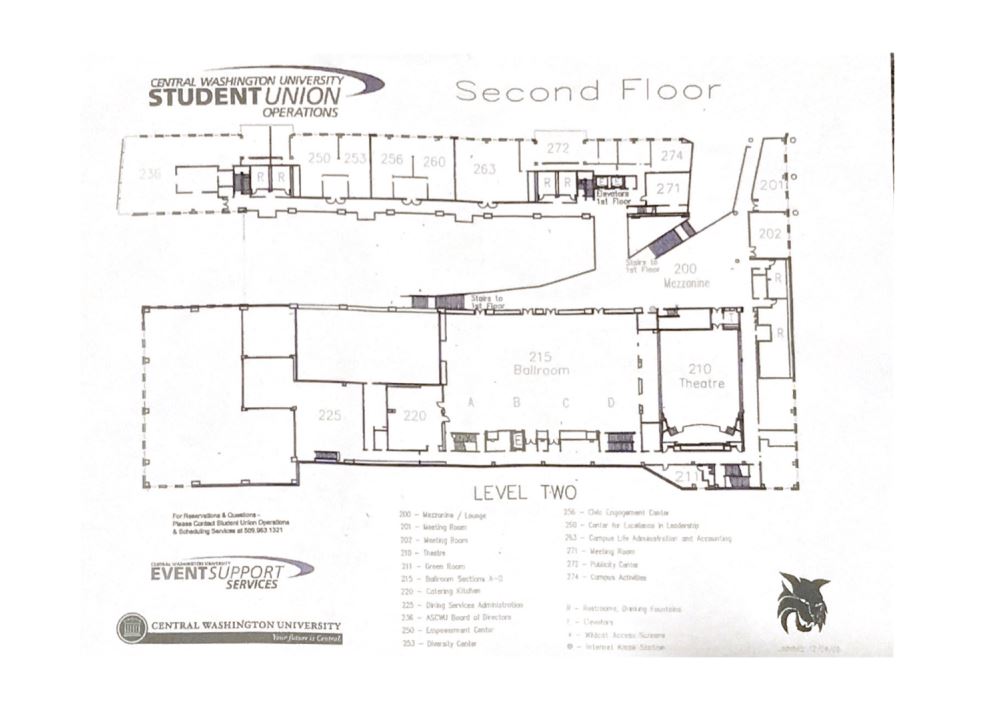 CENTRAL WASHINGTON UNIVERSITY
STUDENT UNION
OPERATIONS
Second Floor
236
R R
250
253
256
260
263
272
R R
Elevators
1st Floor
274
271
201
202
Stairs to
1st Floor
200
Mezzanine
R
R
Stairs to
1st Floor
215
Ballroom
A B C D
E
210
Theatre
225
220
211
LEVEL TWO
For Reservations & Questions -
Please Contact Student Union Operations
& Scheduling Services at 509.963.1321
CENTRAL WASHINGTON UNIVERSITY
EVENT SUPPORT
SERVICES
CENTRAL WASHINGTON UNIVERSITY
Your future is Central
200 - Mezzanine / Lounge
201 - Meeting Room
202 - Meeting Room
210 - Theatre
211 - Green Room
215 - Ballroom Sections A-D
220 - Catering Kitchen
225 - Dining Services Administration
236 - ASCWU Board of Directors
250 - Empowerment Center
253 - Diversity Center
256 - Civic Engagement Center
260 - Center for Excellence in Leadership
263 - Campus Life Administration and Accounting
271 - Meeting Room
272 - Publicity Center
274 - Campus Activities
R - Restrooms, Drinking Fountains
- Elevators
- Wildcat Access Screens
- Internet Kiosk Station